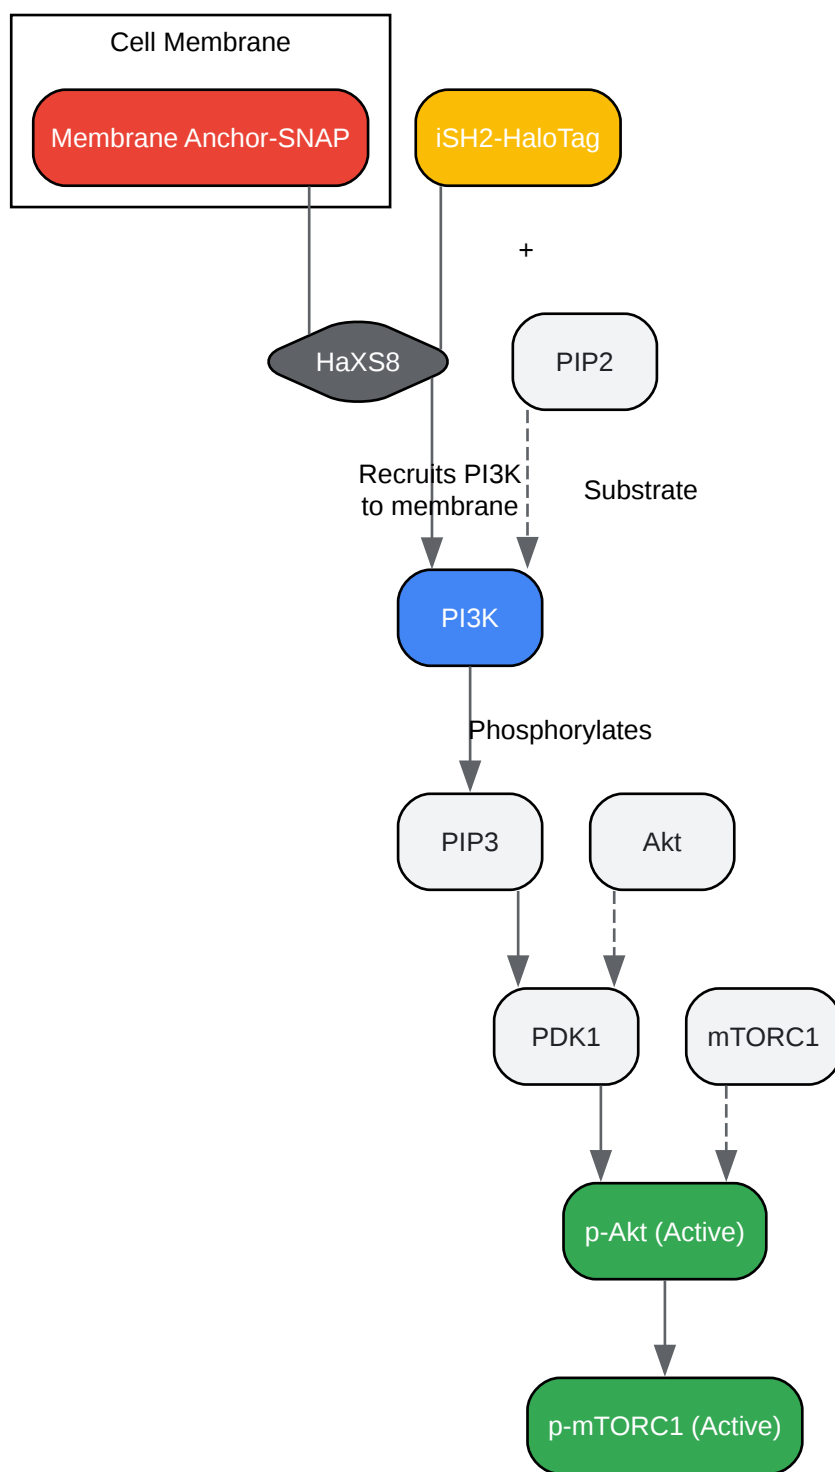 Cell Membrane
Membrane Anchor-SNAP
iSH2-HaloTag
+
HaXS8
PIP2
Recruits PI3K
to membrane
Substrate
PI3K
Phosphorylates
PIP3
Akt
PDK1
mTORC1
p-Akt (Active)
p-mTORC1 (Active)